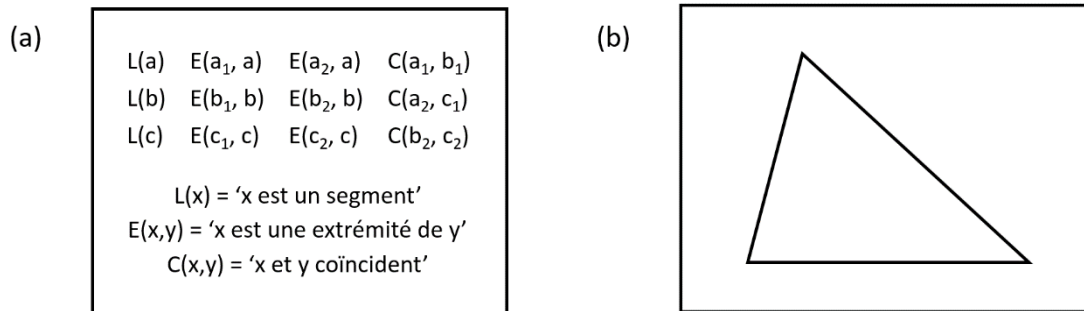 (a)
L(a) E(a₁, a) E(a₂, a) C(a₁, b₁)
L(b) E(b₁, b) E(b₂, b) C(a₂, c₁)
L(c) E(c₁, c) E(c₂, c) C(b₂, c₂)
L(x) = ‘x est un segment’
E(x,y) = ‘x est une extrémité de y’
C(x,y) = ‘x et y coïncident’
(b)